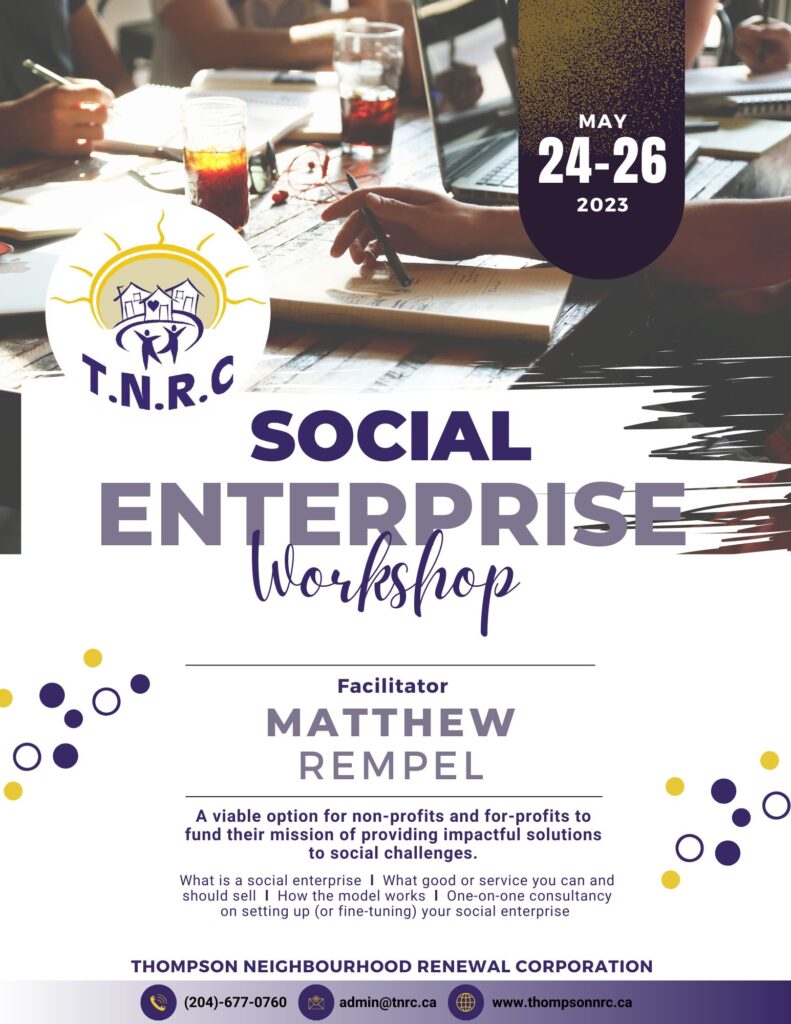 MAY
24-26
2023
T.N.R.C
SOCIAL
ENTERPRISE
Workshop
Facilitator
MATTHEW
REMPEL
A viable option for non-profits and for-profits to
fund their mission of providing impactful solutions
to social challenges.
What is a social enterprise I What good or service you can and
should sell I How the model works I One-on-one consultancy
on setting up (or fine-tuning) your social enterprise
THOMPSON NEIGHBOURHOOD RENEWAL CORPORATION
(204)-677-0760 admin@tnrc.ca www.thompsonnrc.ca